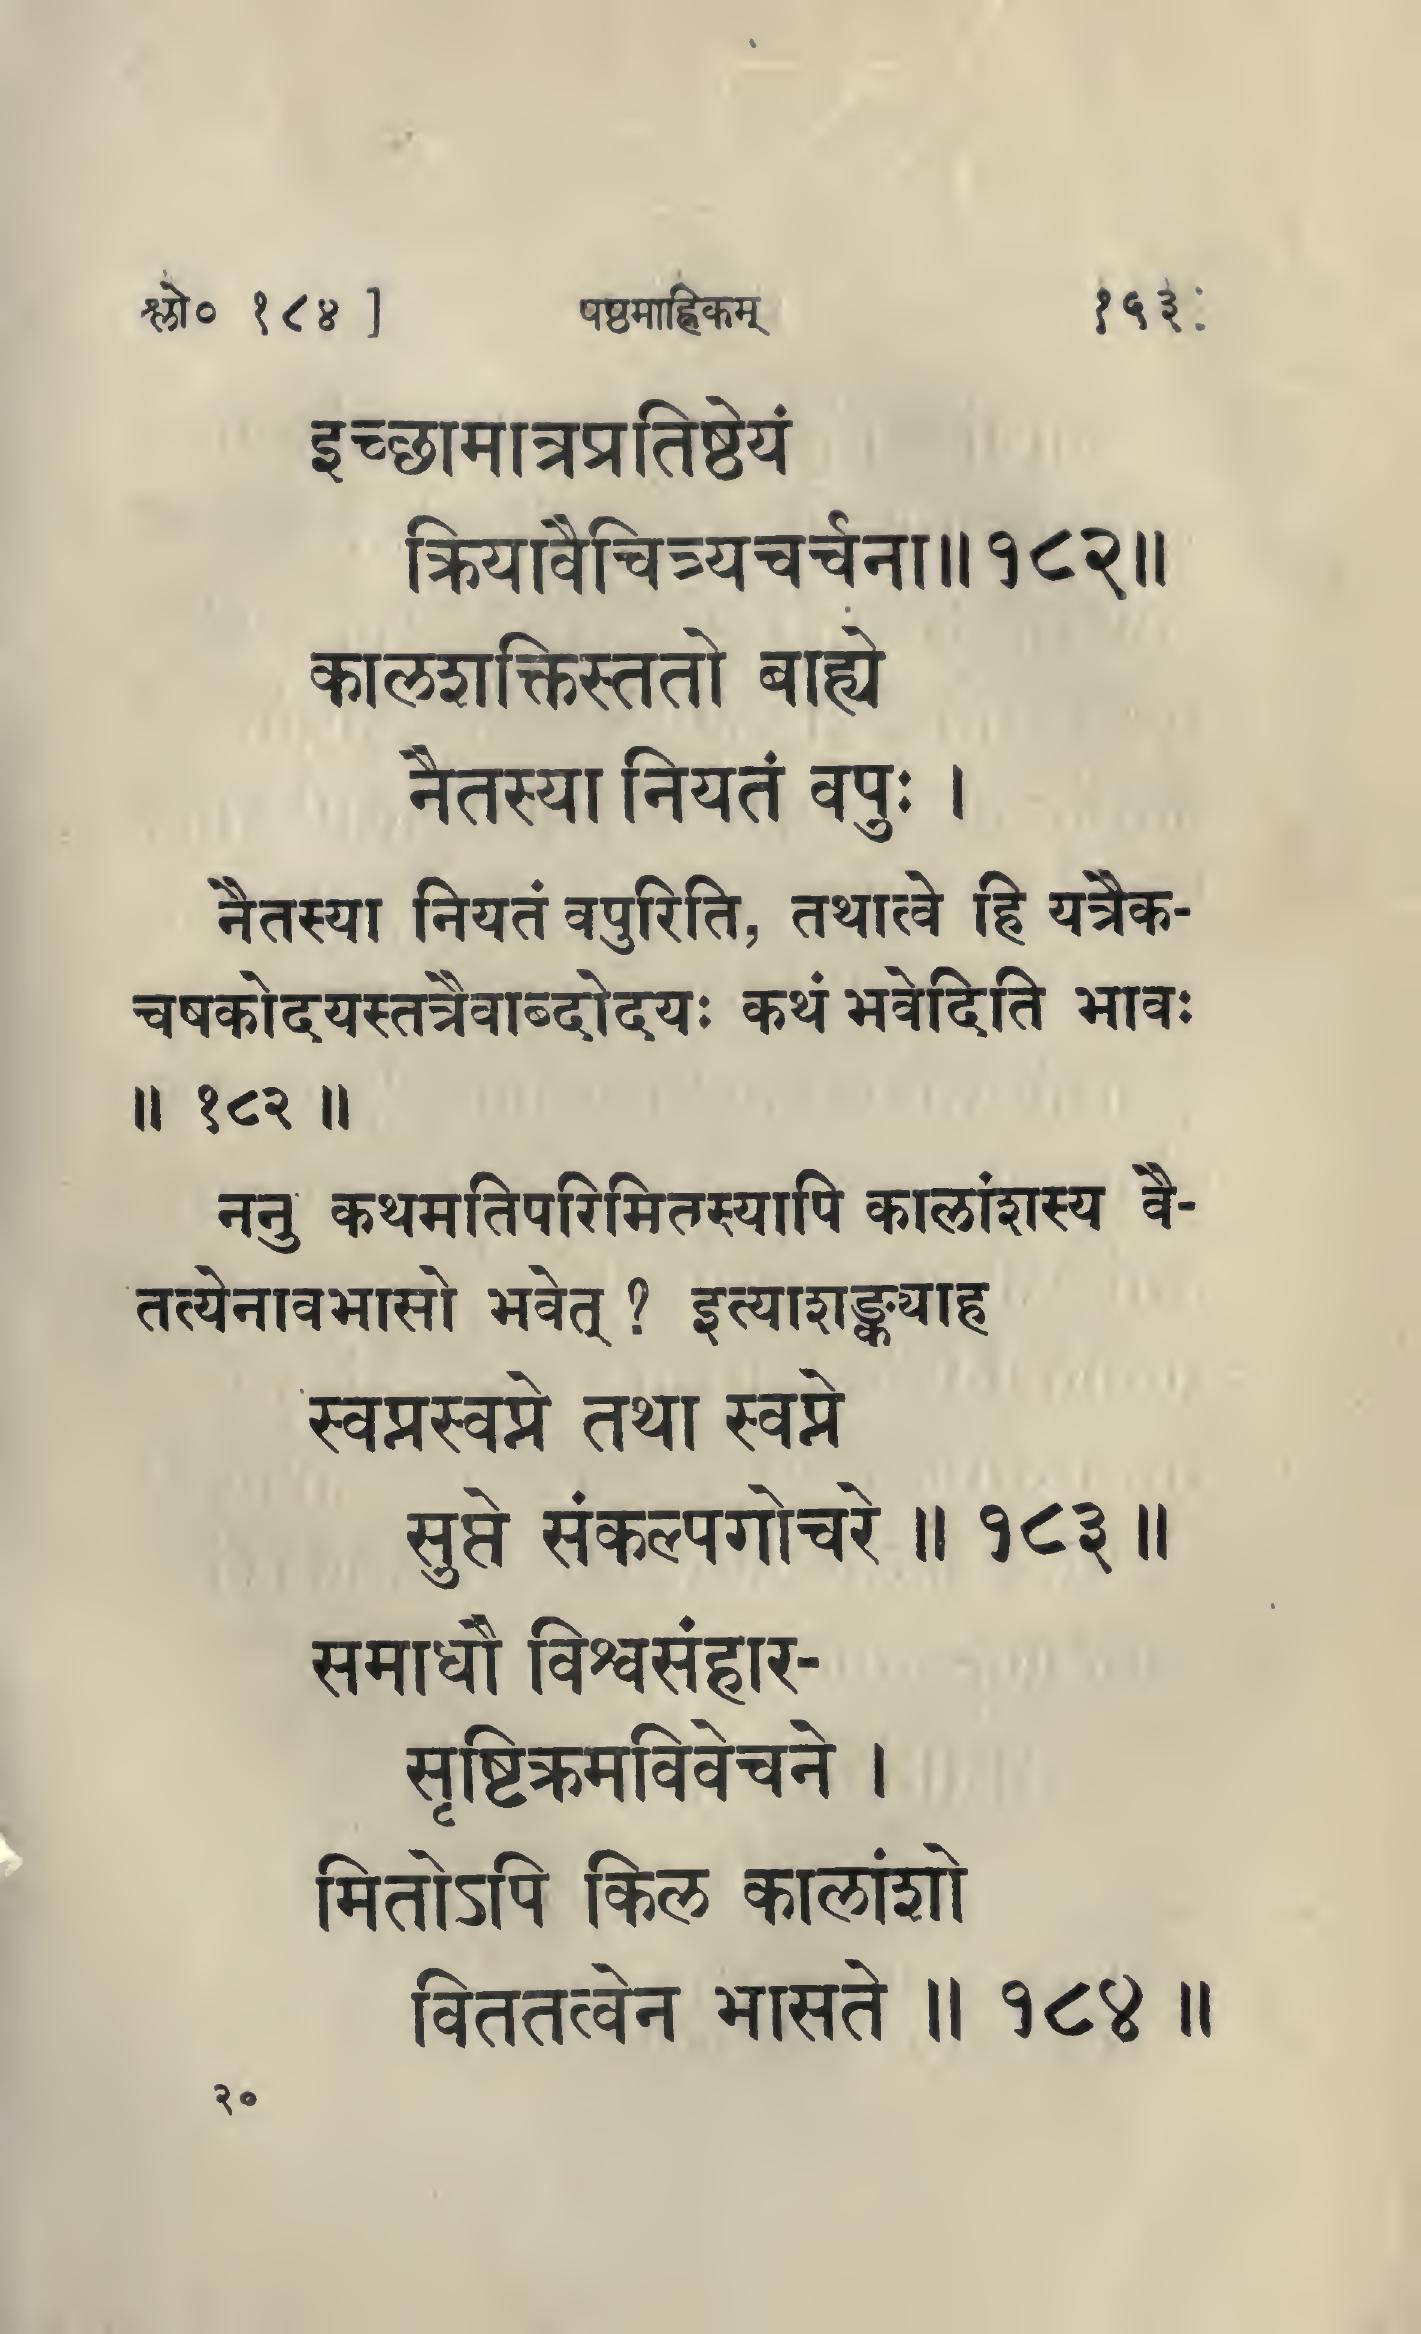 श्लो० १८४ ] षष्ठमाह्निकम् १५३
इच्छामात्रप्रतिष्ठेयं
क्रियावैचित्र्यचर्चना॥१८२॥
कालशक्तिस्ततो बाह्ये
नैतस्या नियतं वपुः ।
नैतस्या नियतं वपुरिति, तथात्वे हि यत्रैक-
चषकोदयस्तत्रैवाब्दोदयः कथं भवेदिति भावः
॥ १८२ ॥
ननु कथमतिपरिमितस्यापि कालांशस्य वै-
तत्येनावभासो भवेत् ? इत्याशङ्क्याह
स्वप्नस्वप्ने तथा स्वप्ने
सुप्ते संकल्पगोचरे ॥ १८३ ॥
समाधौ विश्वसंहार-
सृष्टिक्रमविवेचने ।
मितोऽपि किल कालांशो
विततत्वेन भासते ॥ १८४ ॥
२०